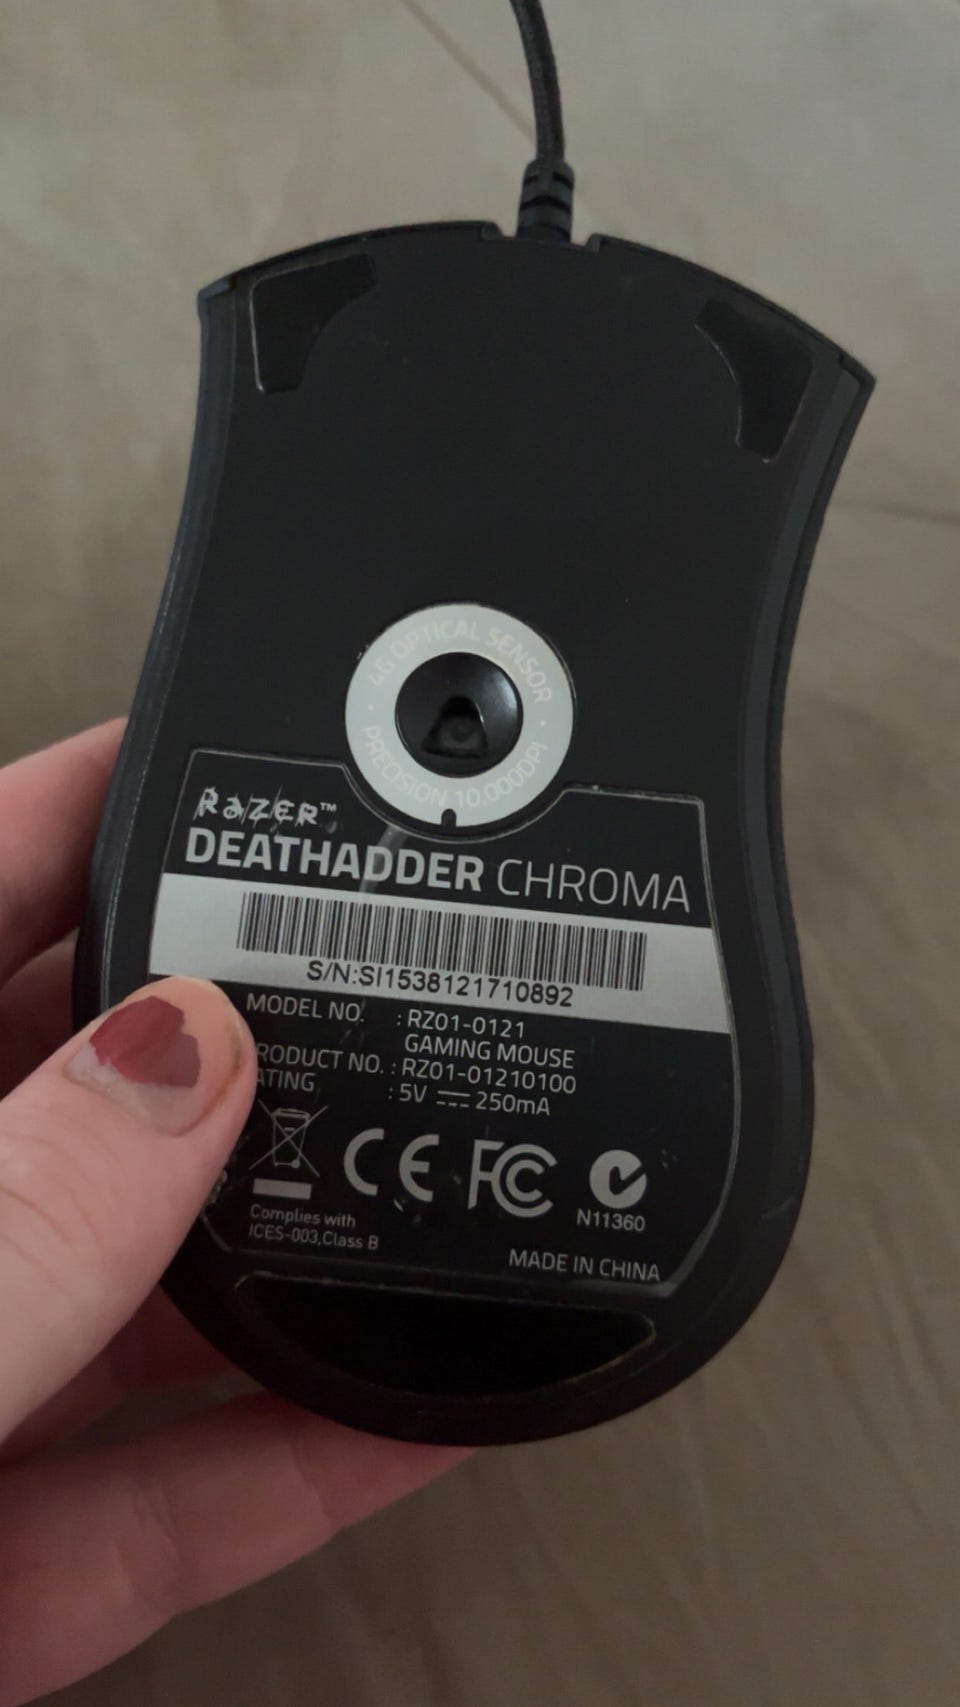 4G OPTICAL SENSOR
PRECISION 10,000DPI
RAZER™
DEATHADDER CHROMA
S/N:SI1538121710892
MODEL NO. : RZ01-0121
GAMING MOUSE
RODUCT NO. : RZ01-01210100
ATING : 5V ⎓ 250mA
CE FC
N11360
Complies with
ICES-003,Class B
MADE IN CHINA